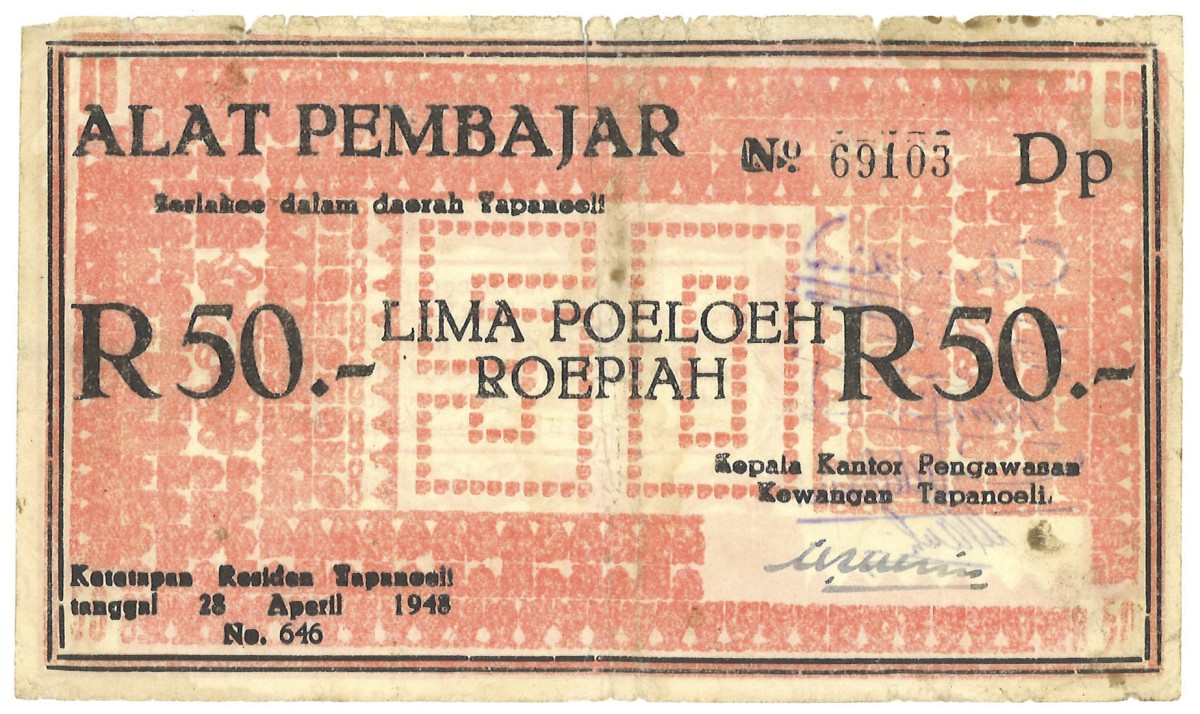 ALAT PEMBAJAR
No. 69103 Dp
Berlakoe dalam daerah Tapanoeli
R 50.-
LIMA POELOEH
ROEPIAH
R 50.-
Kepala Kantor Pengawasan
Kewangan Tapanoeli.
Ketetapan Residen Tapanoeli
tanggal 28 Aperil 1948
No. 646